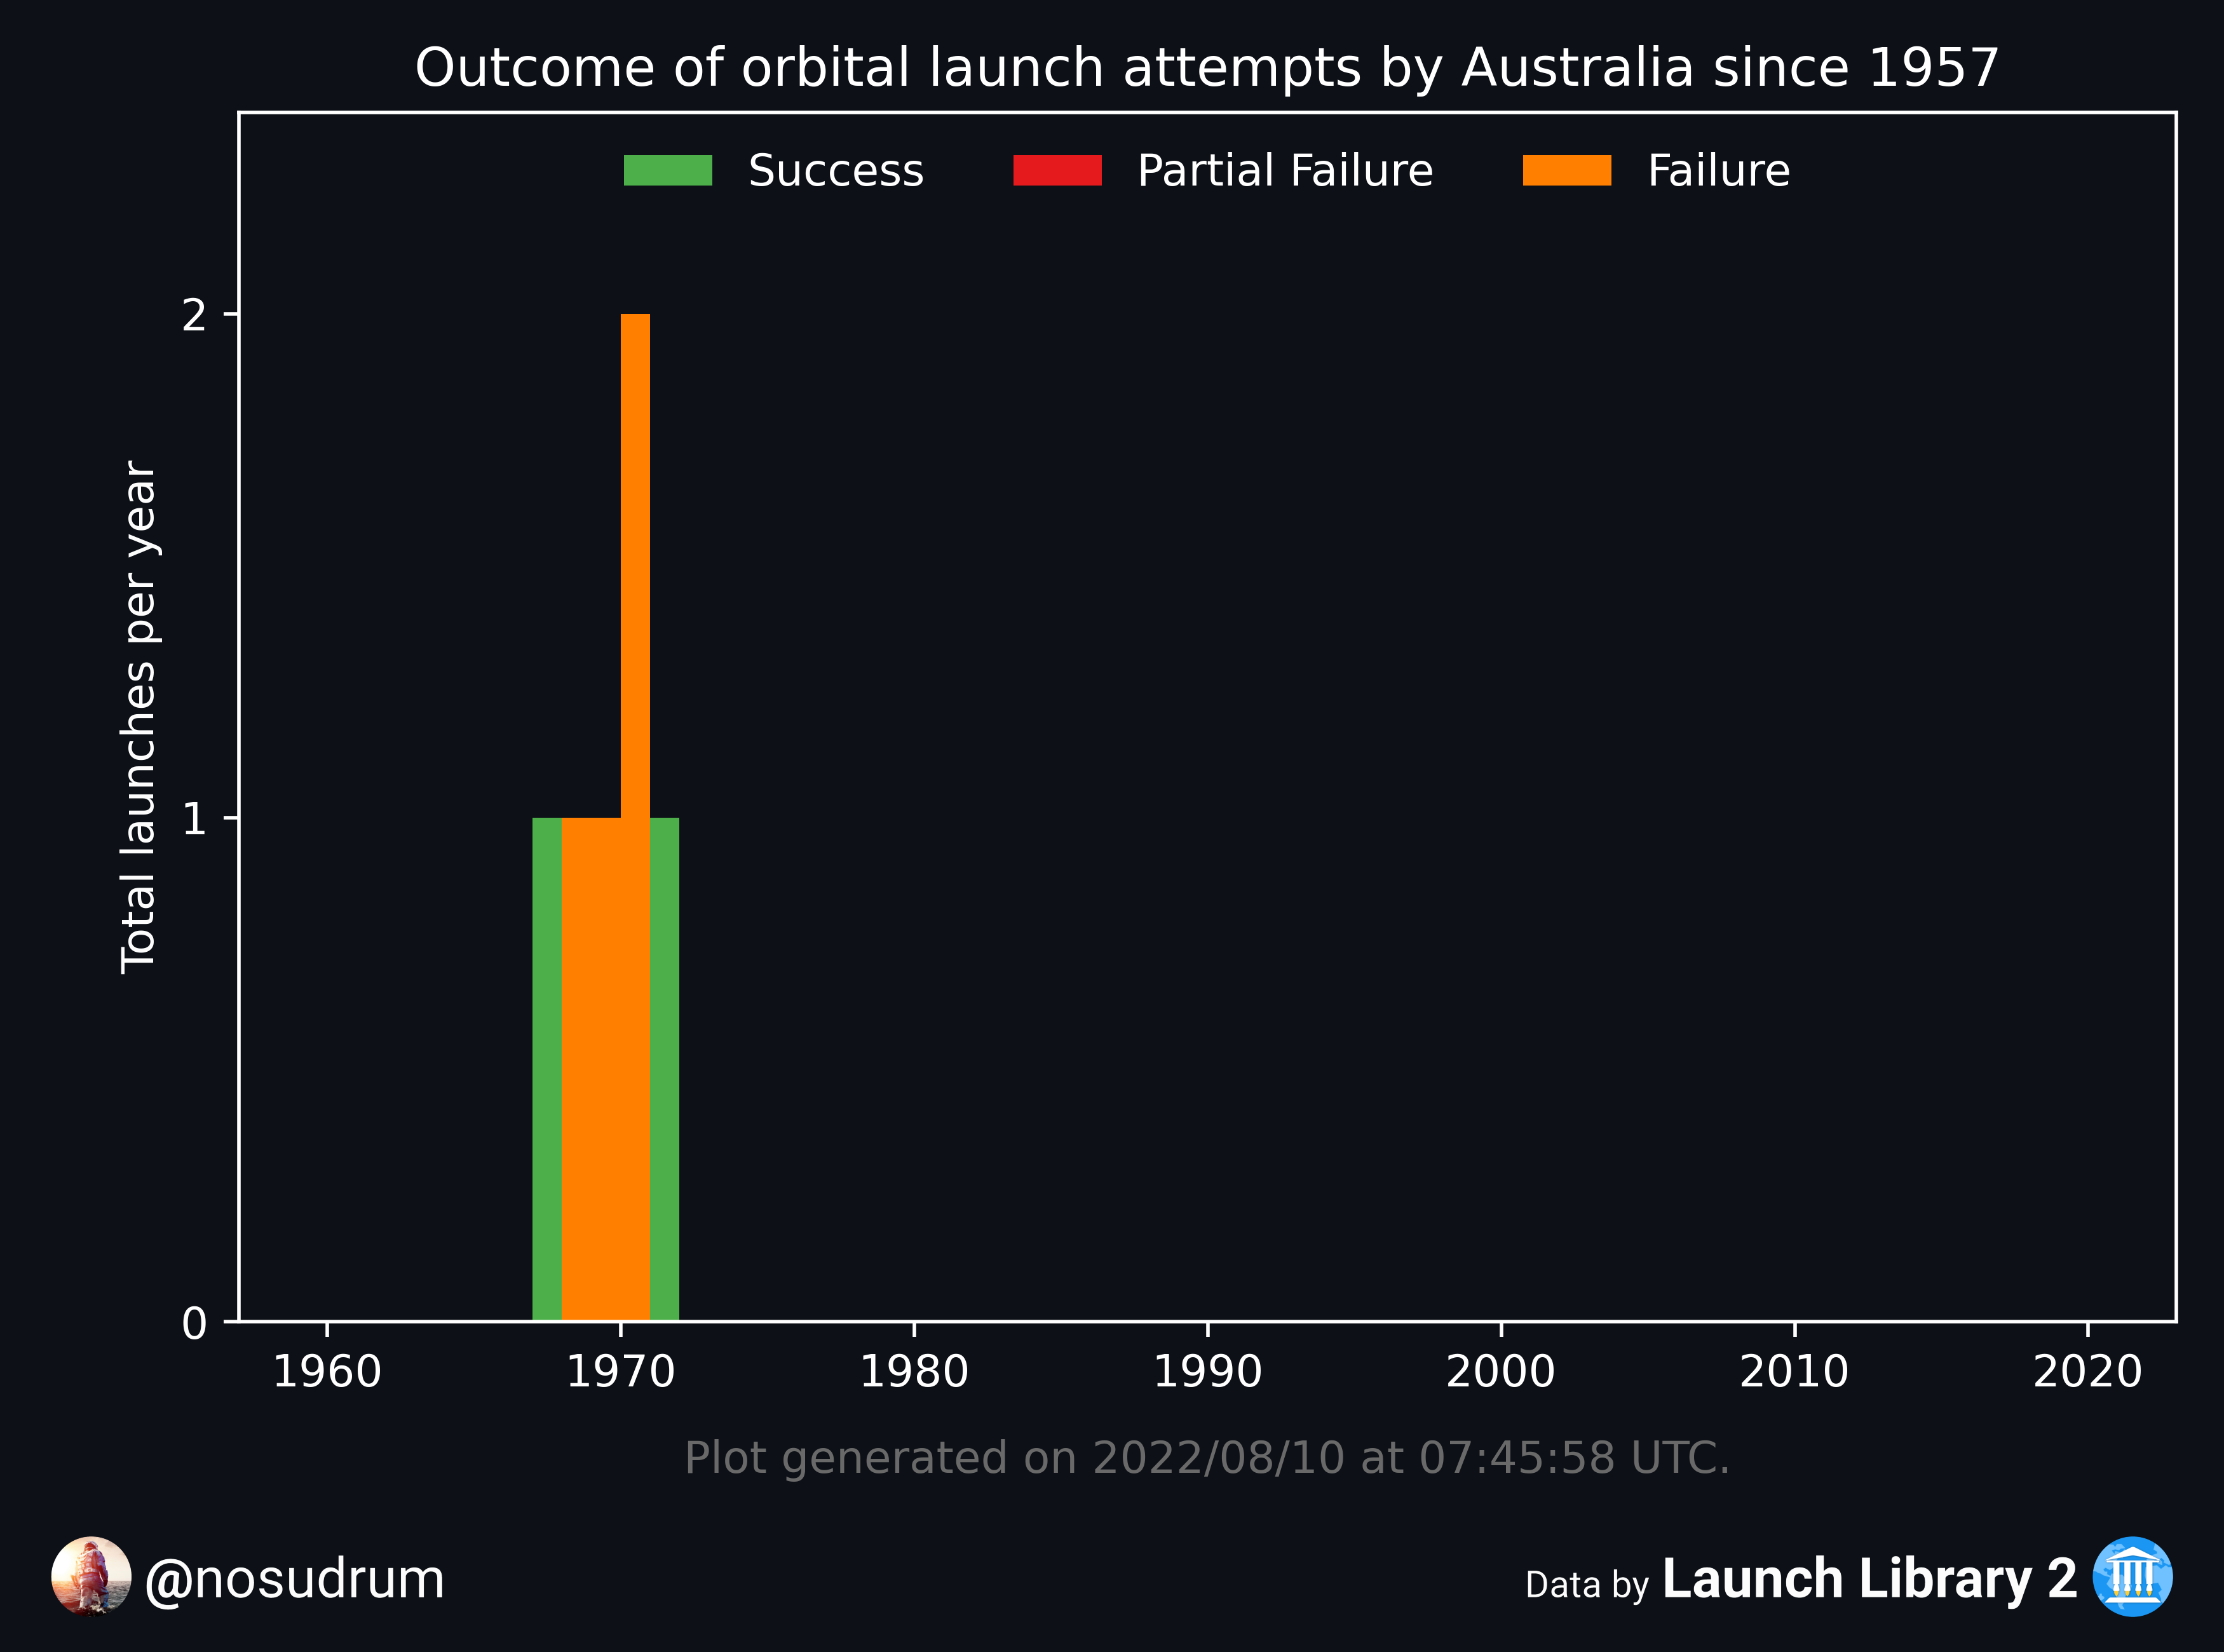 Outcome of orbital launch attempts by Australia since 1957
Success Partial Failure Failure
Total launches per year
2
1
0
1960 1970 1980 1990 2000 2010 2020
Plot generated on 2022/08/10 at 07:45:58 UTC.
@nosudrum
Data by Launch Library 2